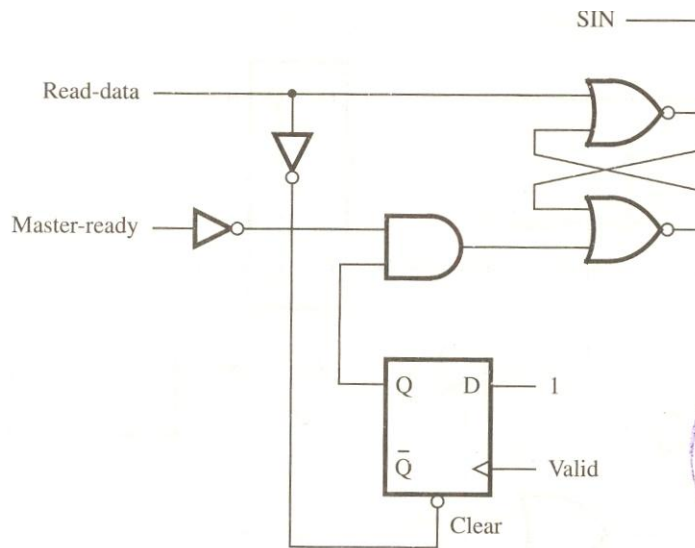 SIN
Read-data
Master-ready
Q D 1
Q̅ Valid
Clear